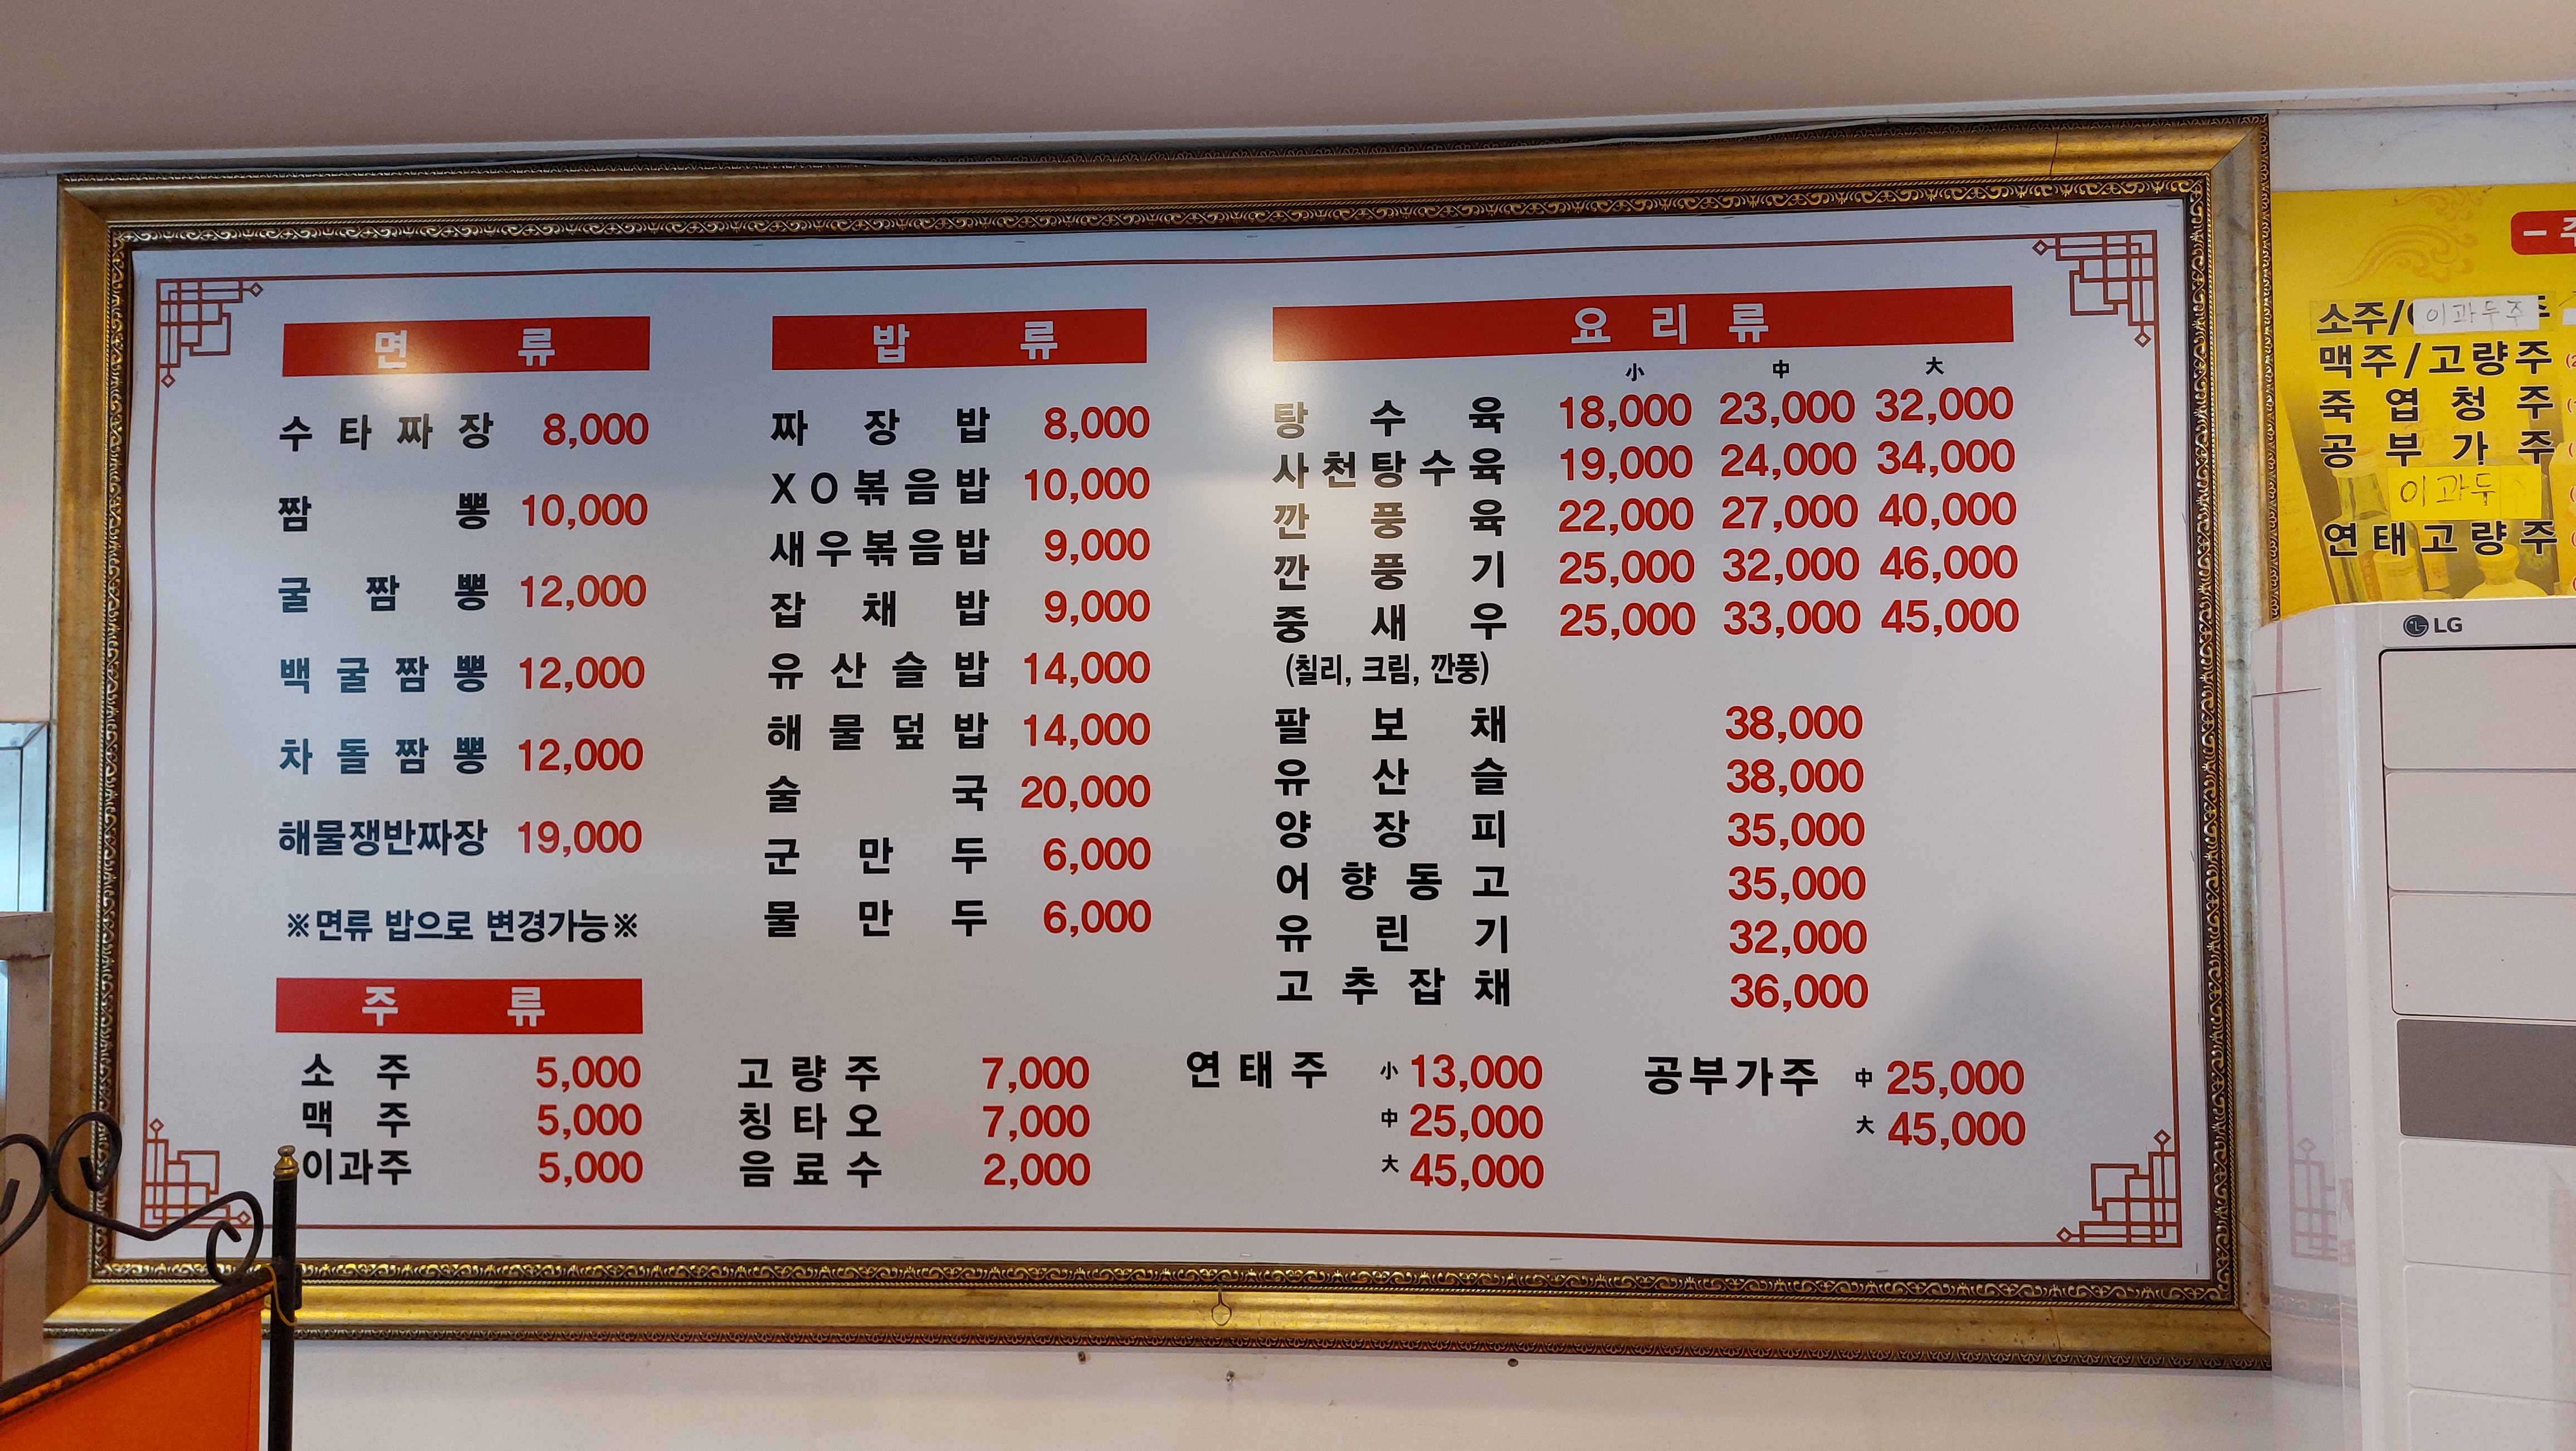 면류
수타짜장 8,000
짬뽕 10,000
굴짬뽕 12,000
백굴짬뽕 12,000
차돌짬뽕 12,000
해물쟁반짜장 19,000
※면류 밥으로 변경가능※
밥류
짜장밥 8,000
XO볶음밥 10,000
새우볶음밥 9,000
잡채밥 9,000
유산슬밥 14,000
해물덮밥 14,000
술국 20,000
군만두 6,000
물만두 6,000
요리류
小 中 大
탕수육 18,000 23,000 32,000
사천탕수육 19,000 24,000 34,000
깐풍육 22,000 27,000 40,000
깐풍기 25,000 32,000 46,000
중새우 25,000 33,000 45,000
(칠리, 크림, 깐풍)
팔보채 38,000
유산슬 38,000
양장피 35,000
어향동고 35,000
유린기 32,000
고추잡채 36,000
주류
소주 5,000
맥주 5,000
이과주 5,000
고량주 7,000
칭타오 7,000
음료수 2,000
연태주 小 13,000
中 25,000
大 45,000
공부가주 中 25,000
大 45,000
소주/ 이과두주
맥주/고량주
죽엽청주
공부가주
이과두
연태고량주
LG